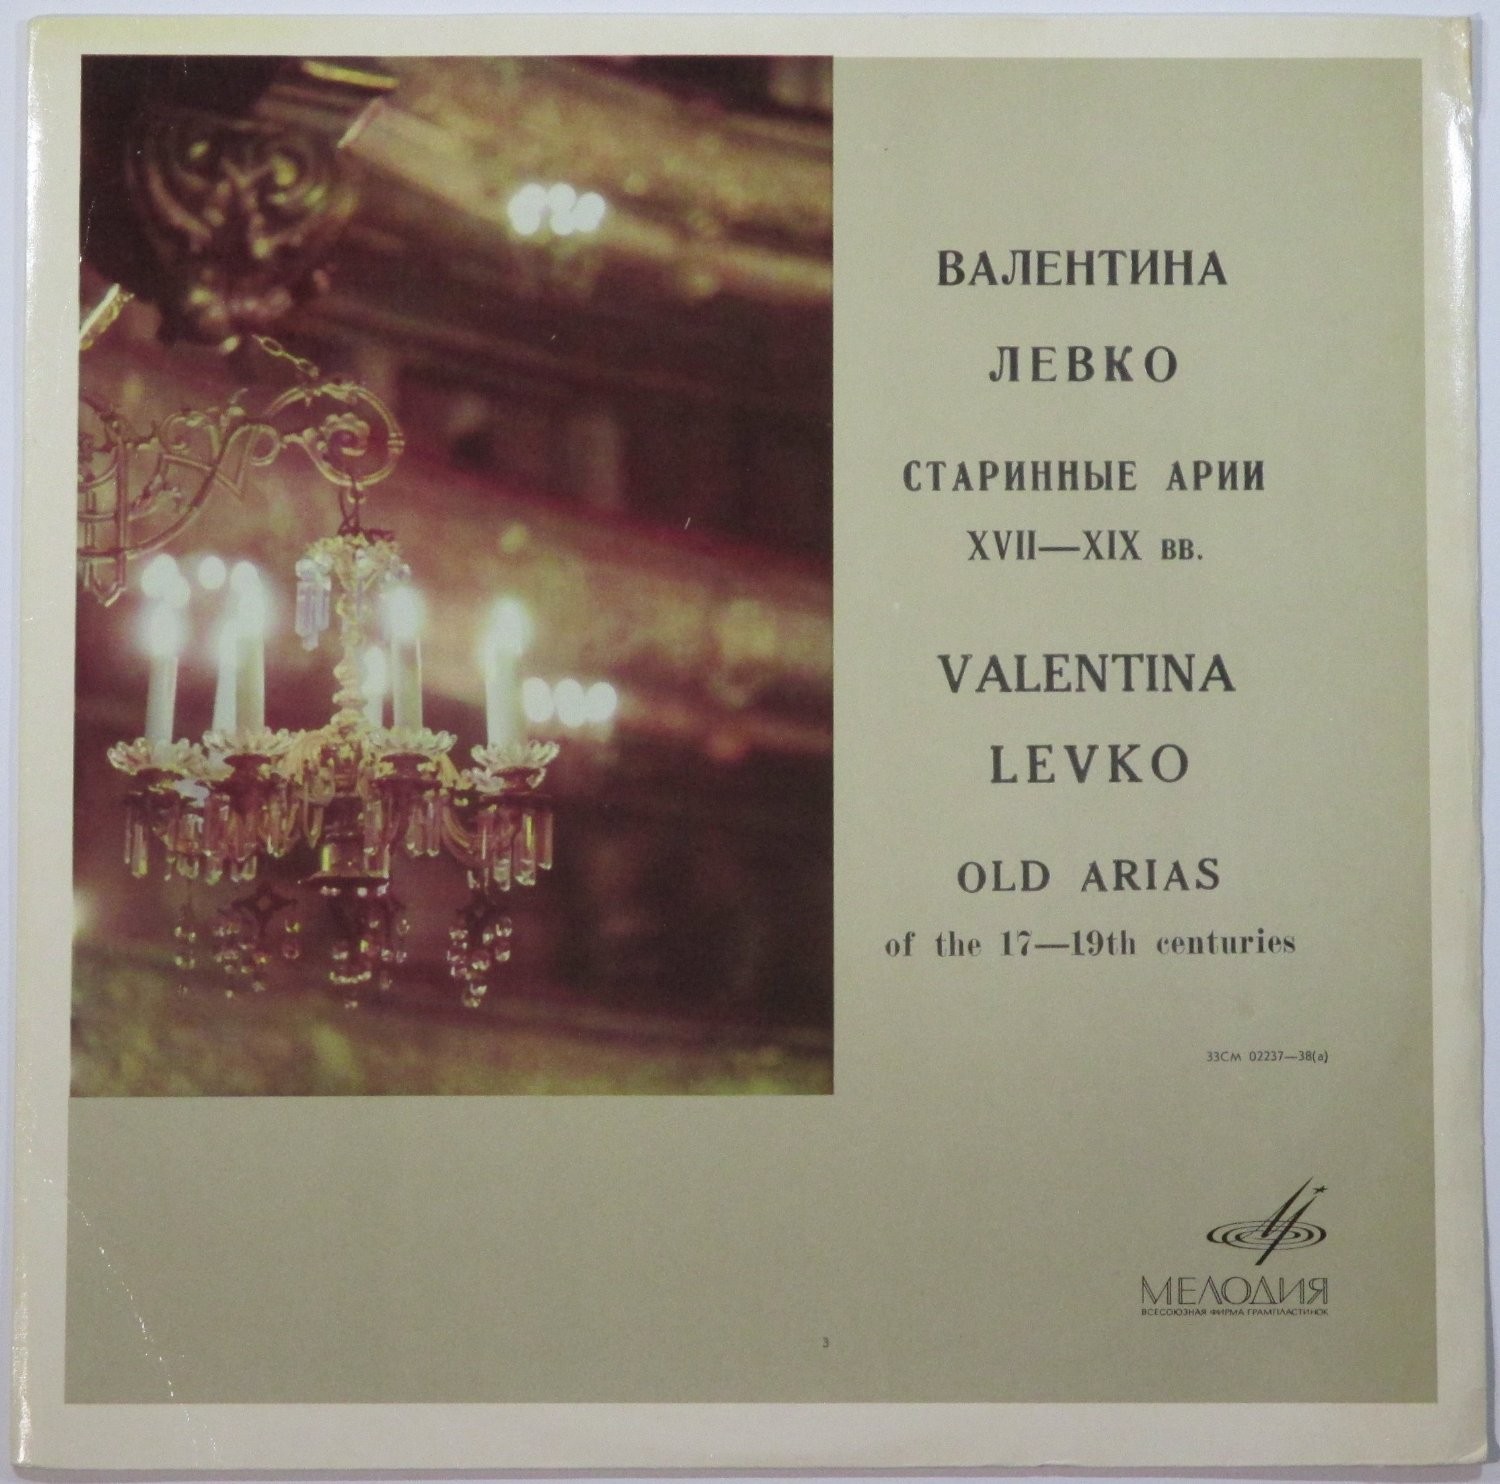 ВАЛЕНТИНА
ЛЕВКО
СТАРИННЫЕ АРИИ
XVII—XIX вв.
VALENTINA
LEVKO
OLD ARIAS
of the 17—19th centuries
33СМ 02237—38(а)
МЕЛОДИЯ
ВСЕСОЮЗНАЯ ФИРМА ГРАМПЛАСТИНОК
3